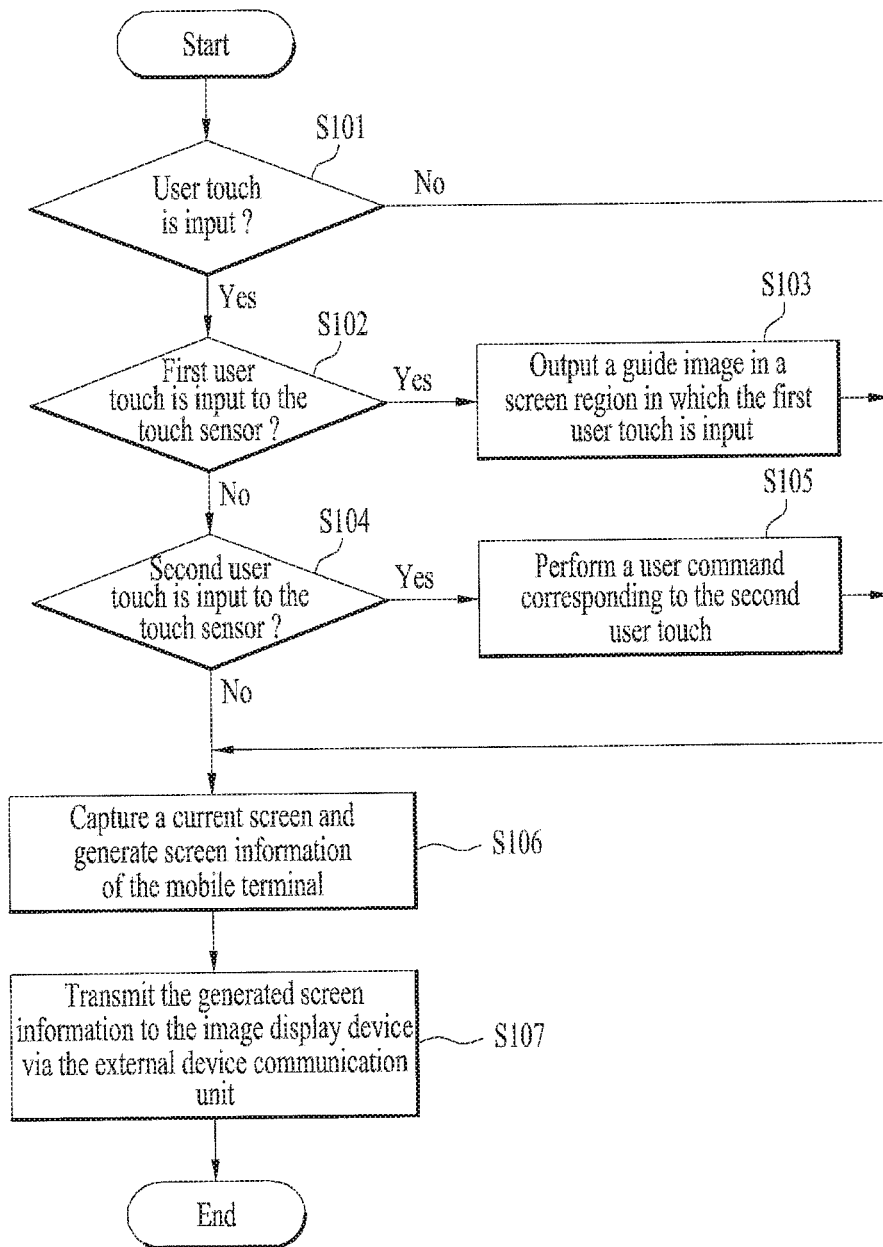 Start
S101
User touch
is input ?
No
Yes
S102
First user
touch is input to the
touch sensor ?
Yes
S103
Output a guide image in a
screen region in which the first
user touch is input
No
S104
Second user
touch is input to the
touch sensor ?
Yes
S105
Perform a user command
corresponding to the second
user touch
No
Capture a current screen and
generate screen information
of the mobile terminal
S106
Transmit the generated screen
information to the image display device
via the external device communication
unit
S107
End